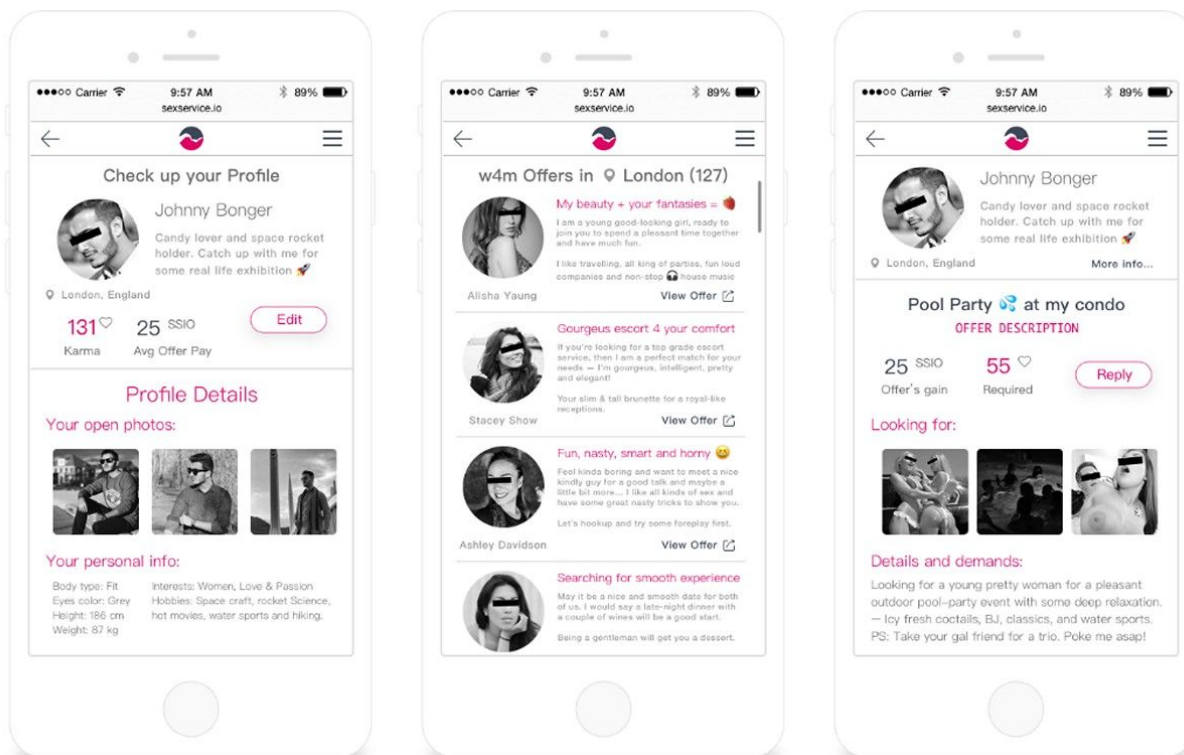 ●●●○○ Carrier 9:57 AM 89%
sexservice.io
Check up your Profile
Johnny Bonger
Candy lover and space rocket
holder. Catch up with me for
some real life exhibition 🚀
London, England
131♡ 25 SSIO
Edit
Karma Avg Offer Pay
Profile Details
Your open photos:
Your personal info:
Body type: Fit
Eyes color: Grey
Height: 186 cm
Weight: 87 kg
Interests: Women, Love & Passion
Hobbies: Space craft, rocket Science,
hot movies, water sports and hiking.
●●●○○ Carrier 9:57 AM 89%
sexservice.io
w4m Offers in London (127)
My beauty + your fantasies = 🍓
I am a young good-looking girl, ready to
join you to spend a pleasant time together
and have much fun.
I like travelling, all king of parties, fun loud
companies and non-stop 🎧 house music
Alisha Yaung
View Offer
Gourgeus escort 4 your comfort
If you're looking for a top grade escort
service, then I am a perfect match for your
needs — I'm gourgeus, intelligent, pretty
and elegant!
Your slim & tall brunette for a royal-like
receptions.
Stacey Show
View Offer
Fun, nasty, smart and horny 😀
Feel kinda boring and want to meet a nice
kindly guy for a good talk and maybe a
little bit more... I like all kinds of sex and
have some great nasty tricks to show you.
Let's hookup and try some foreplay first.
Ashley Davidson
View Offer
Searching for smooth experience
May it be a nice and smooth date for both
of us. I would say a late-night dinner with
a couple of wines will be a good start.
Being a gentleman will get you a dessert.
●●●○○ Carrier 9:57 AM 89%
sexservice.io
Johnny Bonger
Candy lover and space rocket
holder. Catch up with me for
some real life exhibition 🚀
London, England
More info...
Pool Party 💦 at my condo
OFFER DESCRIPTION
25 SSIO 55 ♡
Reply
Offer's gain Required
Looking for:
Details and demands:
Looking for a young pretty woman for a pleasant
outdoor pool-party event with some deep relaxation.
— Icy fresh coctails, BJ, classics, and water sports.
PS: Take your gal friend for a trio. Poke me asap!